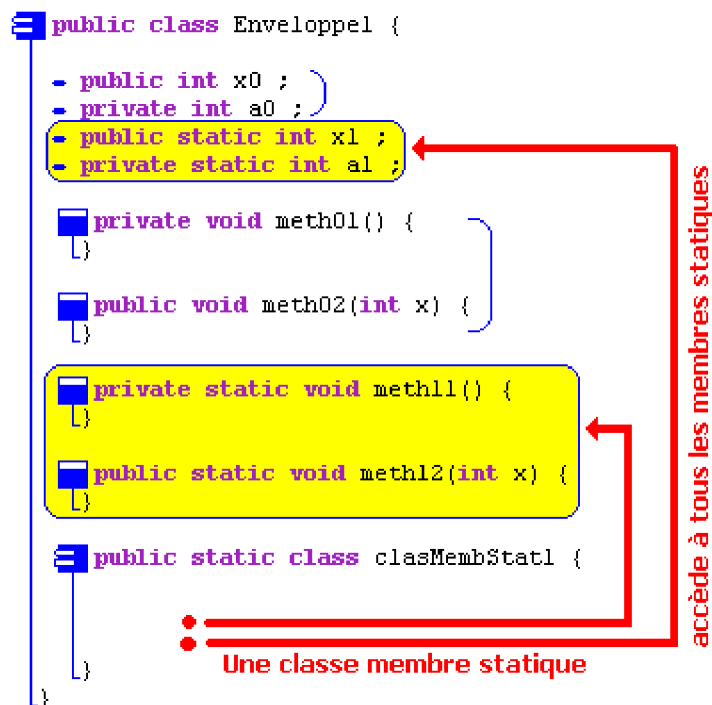 public class Enveloppe1 {
public int x0 ;
private int a0 ;
public static int x1 ;
private static int a1 ;
private void meth01() {
}
public void meth02(int x) {
}
private static void meth11() {
}
public static void meth12(int x) {
}
public static class clasMembStat1 {
}
Une classe membre statique
}
accède à tous les membres statiques